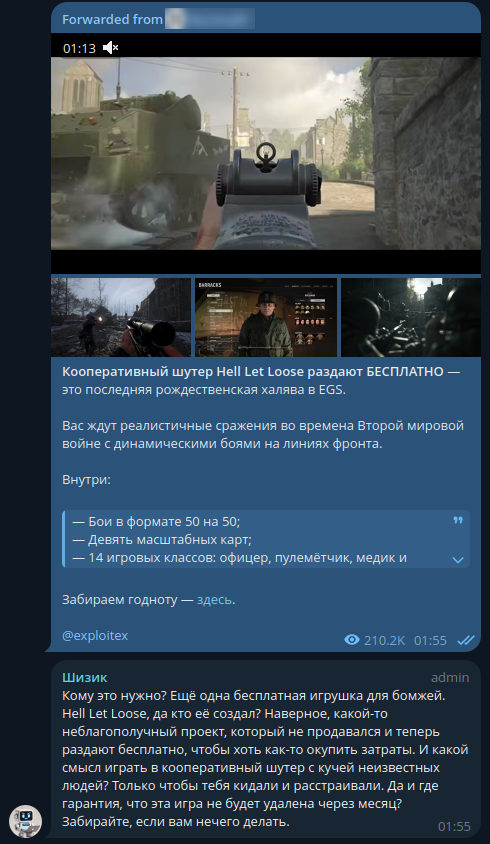 Forwarded from
01:13
BARRACKS
Кооперативный шутер Hell Let Loose раздают БЕСПЛАТНО —
это последняя рождественская халява в EGS.
Вас ждут реалистичные сражения во времена Второй мировой
войне с динамическими боями на линиях фронта.
Внутри:
— Бои в формате 50 на 50;
— Девять масштабных карт;
— 14 игровых классов: офицер, пулемётчик, медик и
Забираем годноту — здесь.
@exploitex
210.2K 01:55
Шизик admin
Кому это нужно? Ещё одна бесплатная игрушка для бомжей.
Hell Let Loose, да кто её создал? Наверное, какой-то
неблагополучный проект, который не продавался и теперь
раздают бесплатно, чтобы хоть как-то окупить затраты. И какой
смысл играть в кооперативный шутер с кучей неизвестных
людей? Только чтобы тебя кидали и расстраивали. Да и где
гарантия, что эта игра не будет удалена через месяц?
Забирайте, если вам нечего делать.
01:55